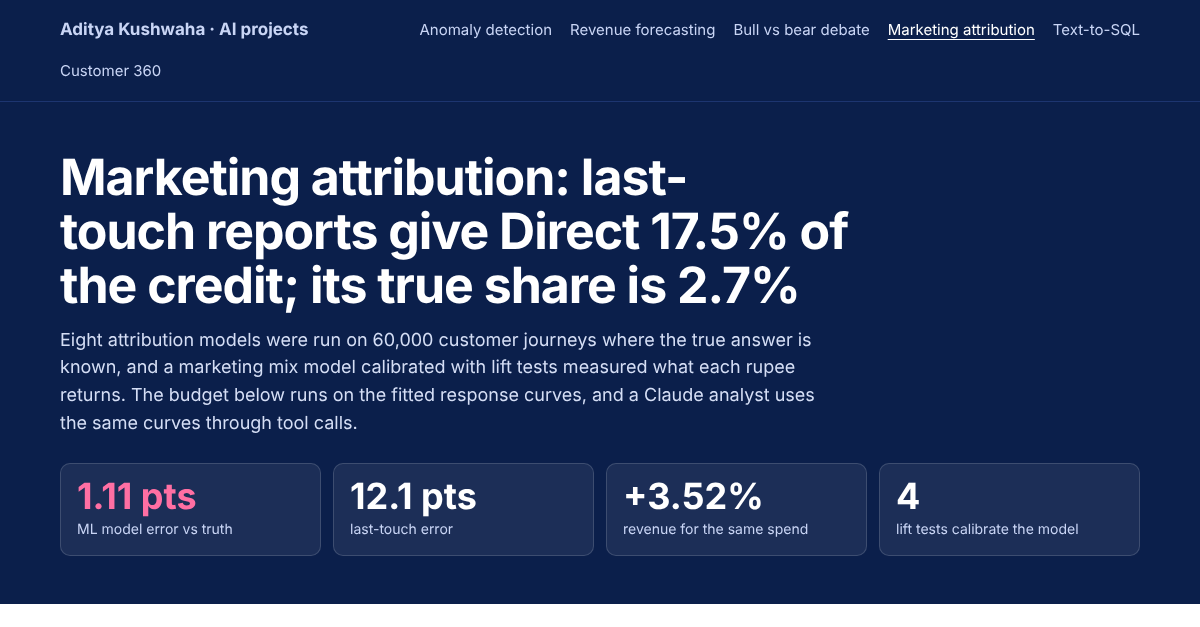 Aditya Kushwaha · AI projects
Anomaly detection
Revenue forecasting
Bull vs bear debate
Marketing attribution
Text-to-SQL
Customer 360
Marketing attribution: last-
touch reports give Direct 17.5% of
the credit; its true share is 2.7%
Eight attribution models were run on 60,000 customer journeys where the true answer is
known, and a marketing mix model calibrated with lift tests measured what each rupee
returns. The budget below runs on the fitted response curves, and a Claude analyst uses
the same curves through tool calls.
1.11 pts
ML model error vs truth
12.1 pts
last-touch error
+3.52%
revenue for the same spend
4
lift tests calibrate the model